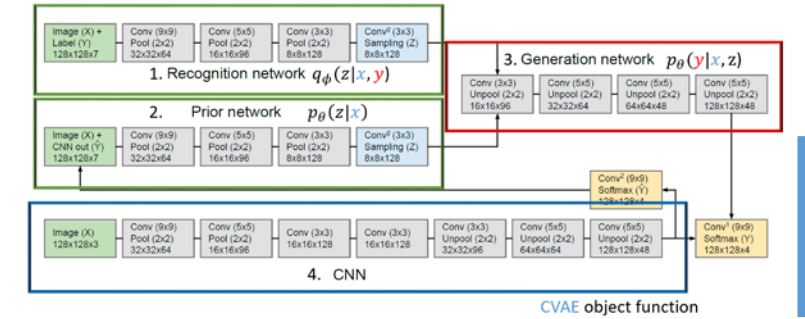 Image (X) +
Label (Y)
128x128x7
Conv (9x9)
Pool (2x2)
32x32x64
Conv (5x5)
Pool (2x2)
16x16x96
Conv (3x3)
Pool (2x2)
8x8x128
Conv² (3x3)
Sampling (Z)
8x8x128
1. Recognition network qϕ(z|x, y)
2. Prior network pθ(z|x)
Image (X) +
CNN out (Ŷ)
128x128x7
Conv (9x9)
Pool (2x2)
32x32x64
Conv (5x5)
Pool (2x2)
16x16x96
Conv (3x3)
Pool (2x2)
8x8x128
Conv² (3x3)
Sampling (Z)
8x8x128
3. Generation network pθ(y|x, z)
Conv (3x3)
Unpool (2x2)
16x16x96
Conv (5x5)
Unpool (2x2)
32x32x64
Conv (5x5)
Unpool (2x2)
64x64x48
Conv (5x5)
Unpool (2x2)
128x128x48
Conv² (9x9)
Softmax (Ŷ)
128x128x4
Image (X)
128x128x3
Conv (9x9)
Pool (2x2)
32x32x64
Conv (5x5)
Pool (2x2)
16x16x96
Conv (3x3)
16x16x128
Conv (3x3)
16x16x128
Conv (3x3)
Unpool (2x2)
32x32x96
Conv (5x5)
Unpool (2x2)
64x64x64
Conv (5x5)
Unpool (2x2)
128x128x48
Conv¹ (9x9)
Softmax (Y)
128x128x4
4. CNN
CVAE object function